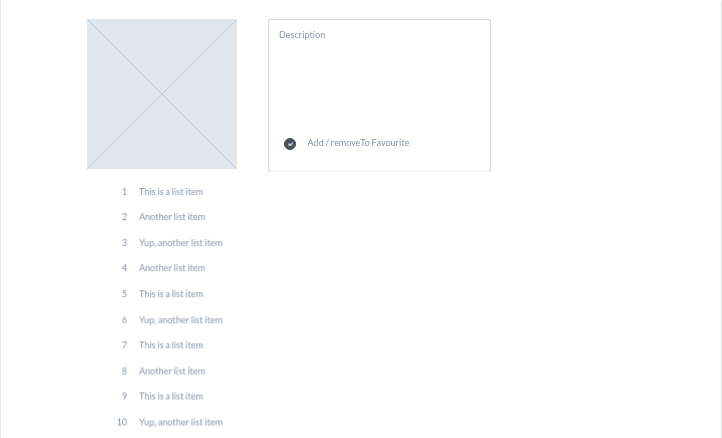 Description
Add / removeTo Favourite
1 This is a list item
2 Another list item
3 Yup, another list item
4 Another list item
5 This is a list item
6 Yup, another list item
7 This is a list item
8 Another list item
9 This is a list item
10 Yup, another list item